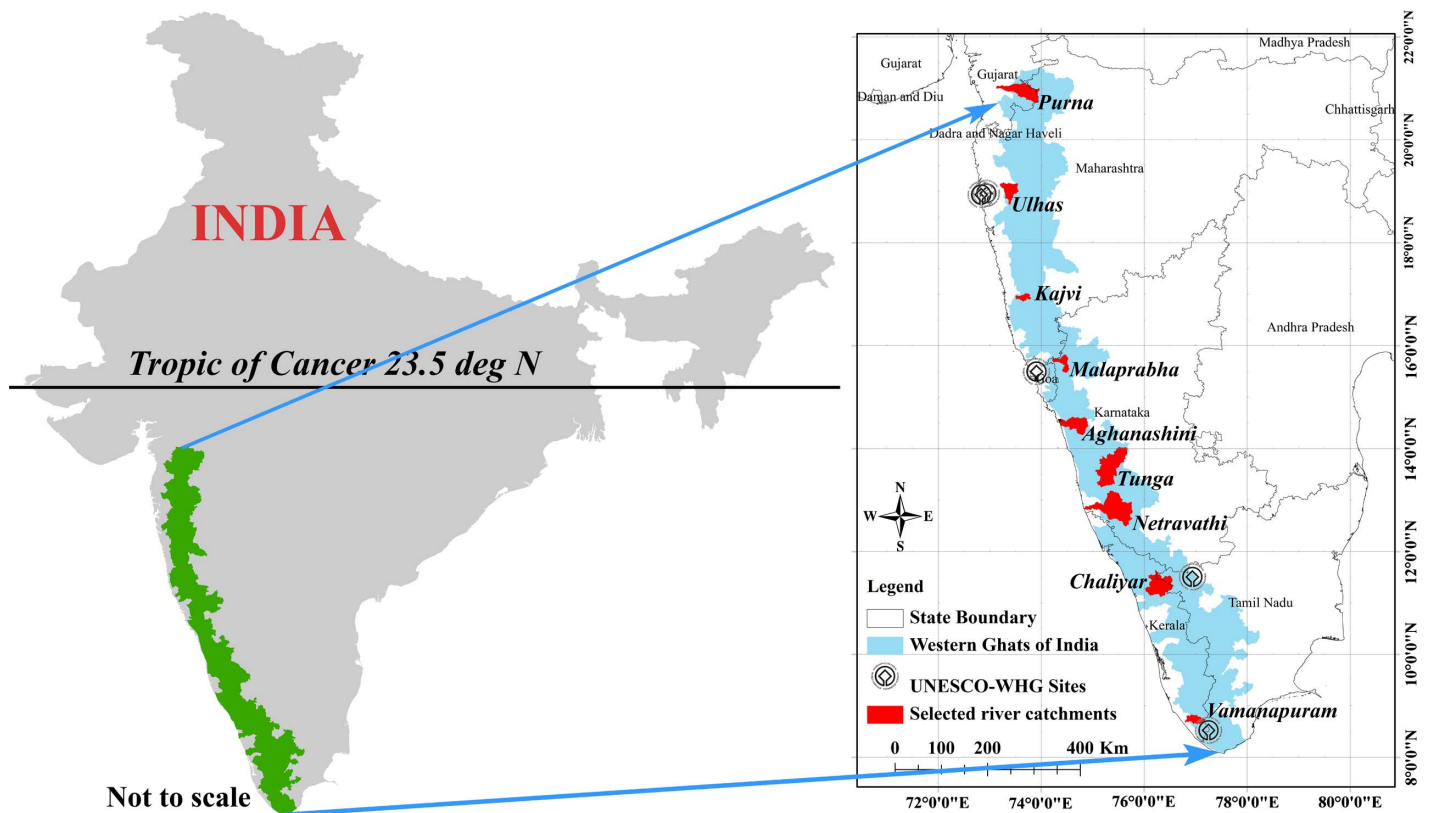 INDIA
Tropic of Cancer 23.5 deg N
Not to scale
Gujarat
Gujarat
Madhya Pradesh
Daman and Diu
Purna
Chhattisgarh
Dadra and Nagar Haveli
Maharashtra
Ulhas
Kajvi
Andhra Pradesh
Malaprabha
Goa
Karnataka
Aghanashini
Tunga
Netravathi
N
W
E
S
Chaliyar
Tamil Nadu
Kerala
Vamanapuram
Legend
State Boundary
Western Ghats of India
UNESCO-WHG Sites
Selected river catchments
0 100 200 400 Km
72°0'0"E 74°0'0"E 76°0'0"E 78°0'0"E 80°0'0"E
22°0'0"N
20°0'0"N
18°0'0"N
16°0'0"N
14°0'0"N
12°0'0"N
10°0'0"N
8°0'0"N